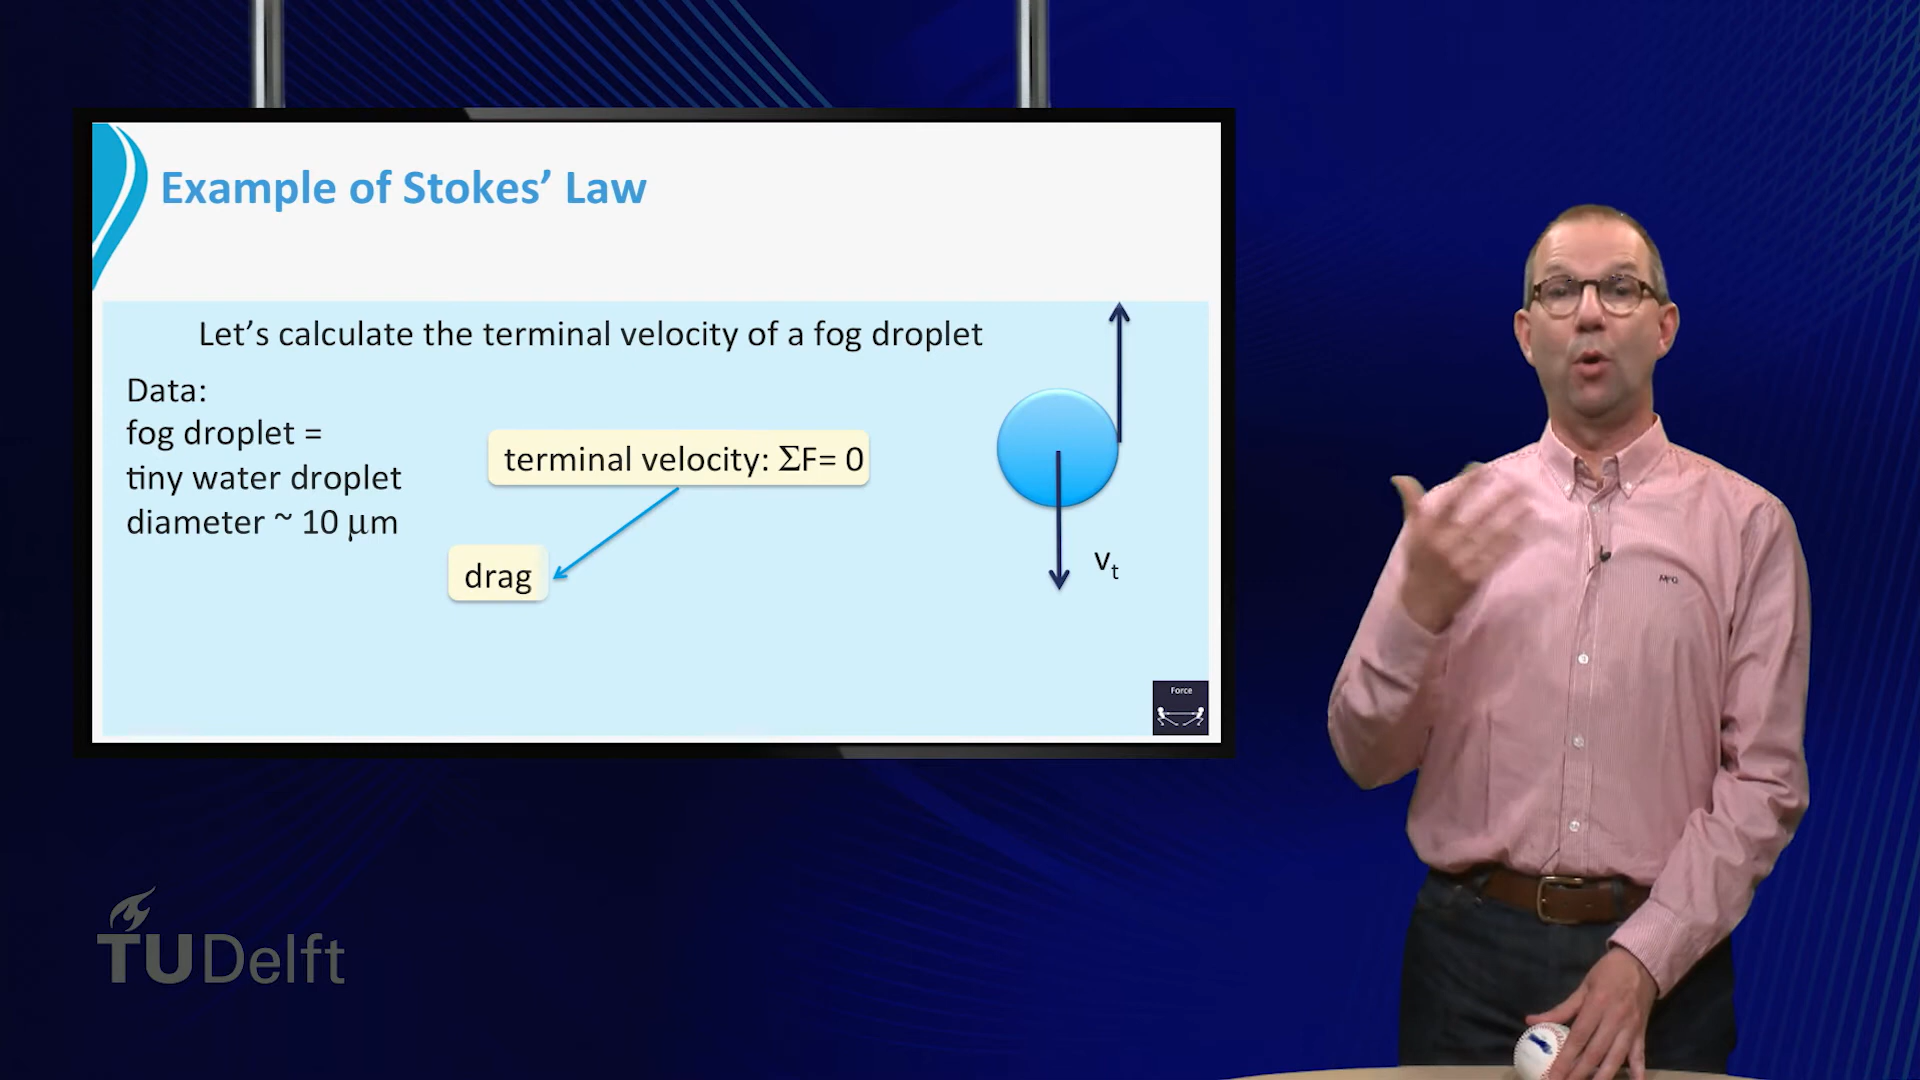 Example of Stokes’ Law
Let’s calculate the terminal velocity of a fog droplet
Data:
fog droplet =
tiny water droplet
diameter ~ 10 μm
terminal velocity: ΣF= 0
drag
vt
Force
TUDelft